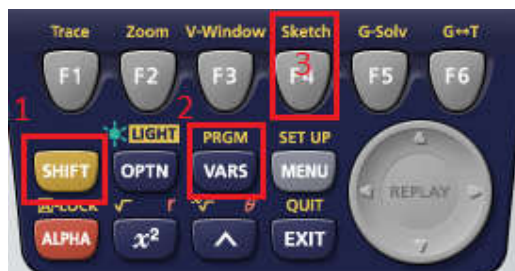 Trace Zoom V-Window Sketch G-Solv G↔T
3
F1 F2 F3 F4 F5 F6
1 2
LIGHT PRGM SET UP
SHIFT OPTN VARS MENU
REPLAY
A-LOCK √ r θ QUIT
ALPHA x² ^ EXIT